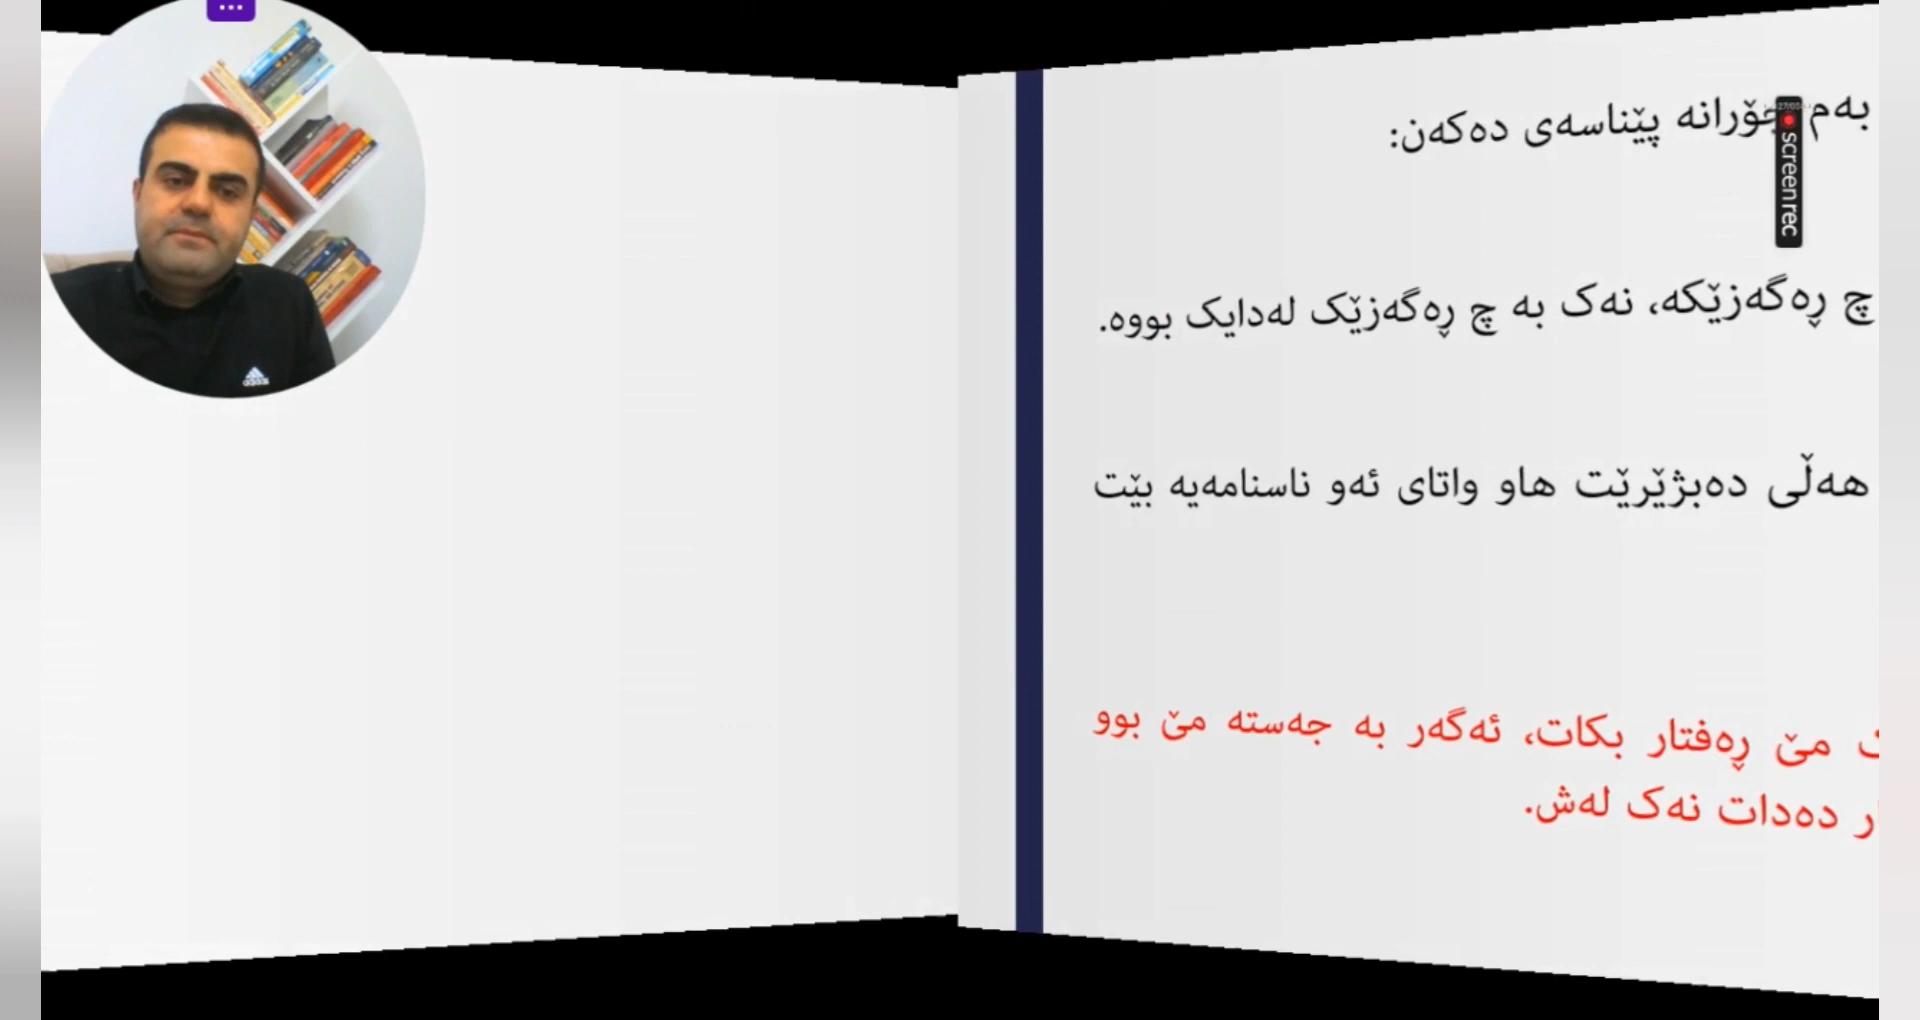 بەم جۆرانە پێناسەی دەکەن:
چ ڕەگەزێکە، نەک بە چ ڕەگەزێک لەدایک بووە.
هەڵی دەبژێرێت هاو واتای ئەو ناسنامەیە بێت
مێ ڕەفتار بکات، ئەگەر بە جەستە مێ بوو
دەدات نەک لەش.
screenrec
adidas